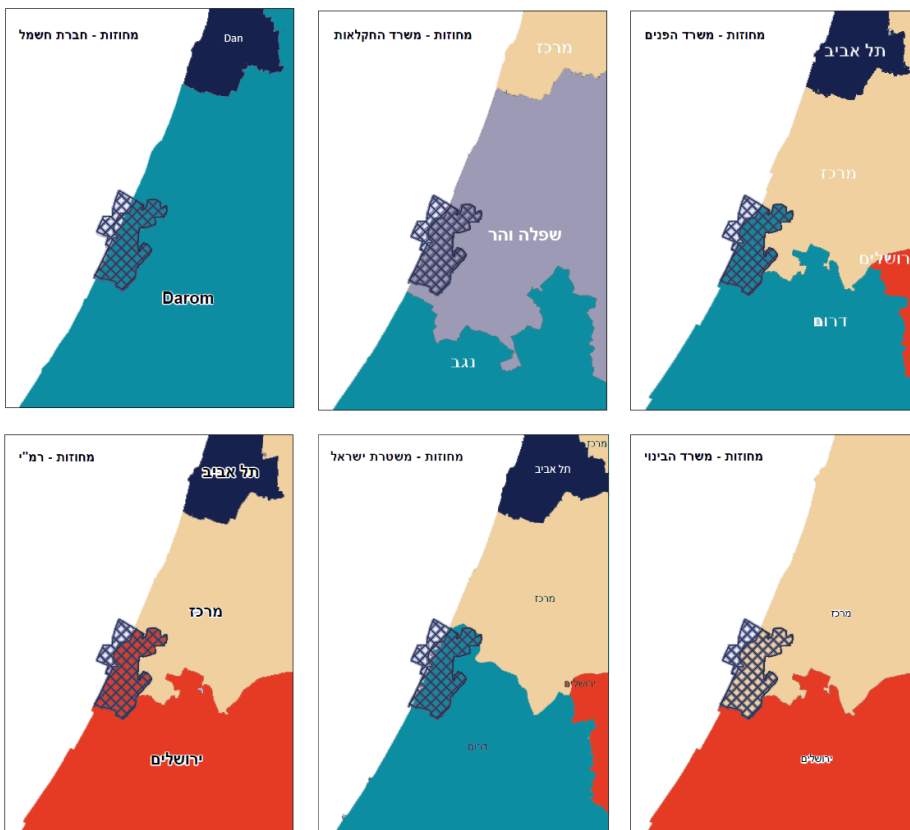 מחוזות - חברת חשמל
Dan
Darom
מחוזות - משרד החקלאות
מרכז
שפלה והר
נגב
מחוזות - משרד הפנים
תל אביב
מרכז
ירושלים
דרום
מחוזות - רמ"י
תל אביב
מרכז
ירושלים
מחוזות - משטרת ישראל
מרכז
תל אביב
מרכז
ירושלים
דרום
מחוזות - משרד הבינוי
מרכז
ירושלים